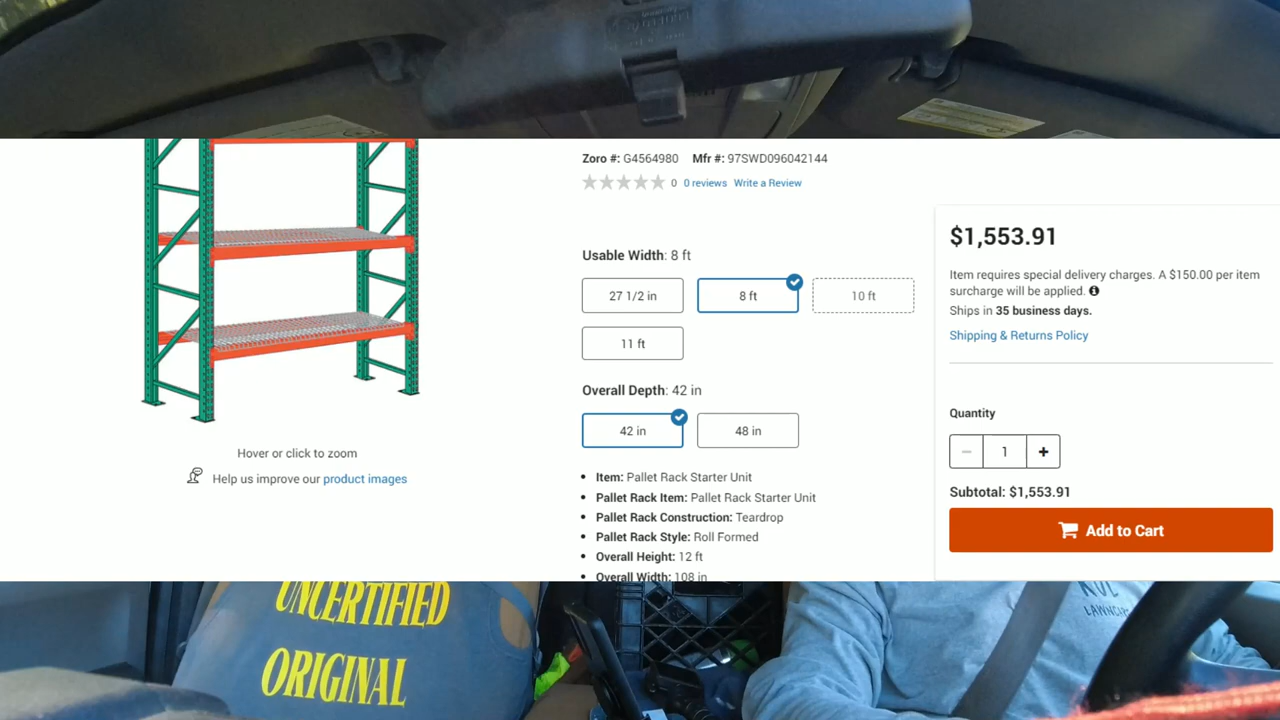 Zoro #: G4564980 Mfr #: 97SWD096042144
0 0 reviews Write a Review
Usable Width: 8 ft
27 1/2 in 8 ft 10 ft
11 ft
Overall Depth: 42 in
42 in 48 in
Item: Pallet Rack Starter Unit
Pallet Rack Item: Pallet Rack Starter Unit
Pallet Rack Construction: Teardrop
Pallet Rack Style: Roll Formed
Overall Height: 12 ft
Overall Width: 108 in
Hover or click to zoom
Help us improve our product images
$1,553.91
Item requires special delivery charges. A $150.00 per item
surcharge will be applied.
Ships in 35 business days.
Shipping & Returns Policy
Quantity
1
Subtotal: $1,553.91
Add to Cart
UNCERTIFIED
ORIGINAL